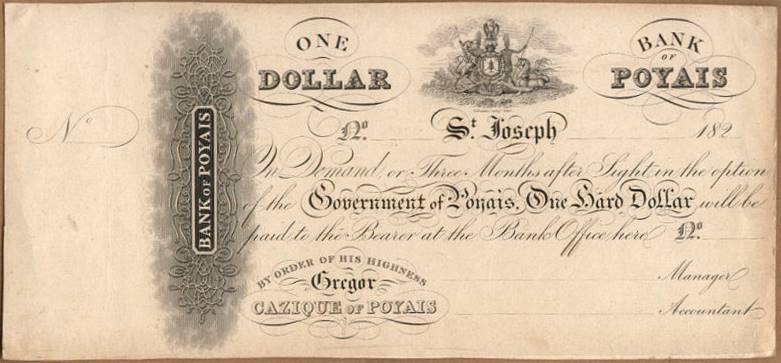 ONE
DOLLAR
BANK
OF
POYAIS
No
BANK OF POYAIS
No. St. Joseph 182
On Demand, or Three Months after Sight in the option
of the Government of Poyais, One Hard Dollar will be
paid to the Bearer at the Bank Office here No.
BY ORDER OF HIS HIGHNESS
Gregor
CAZIQUE OF POYAIS
Manager
Accountant